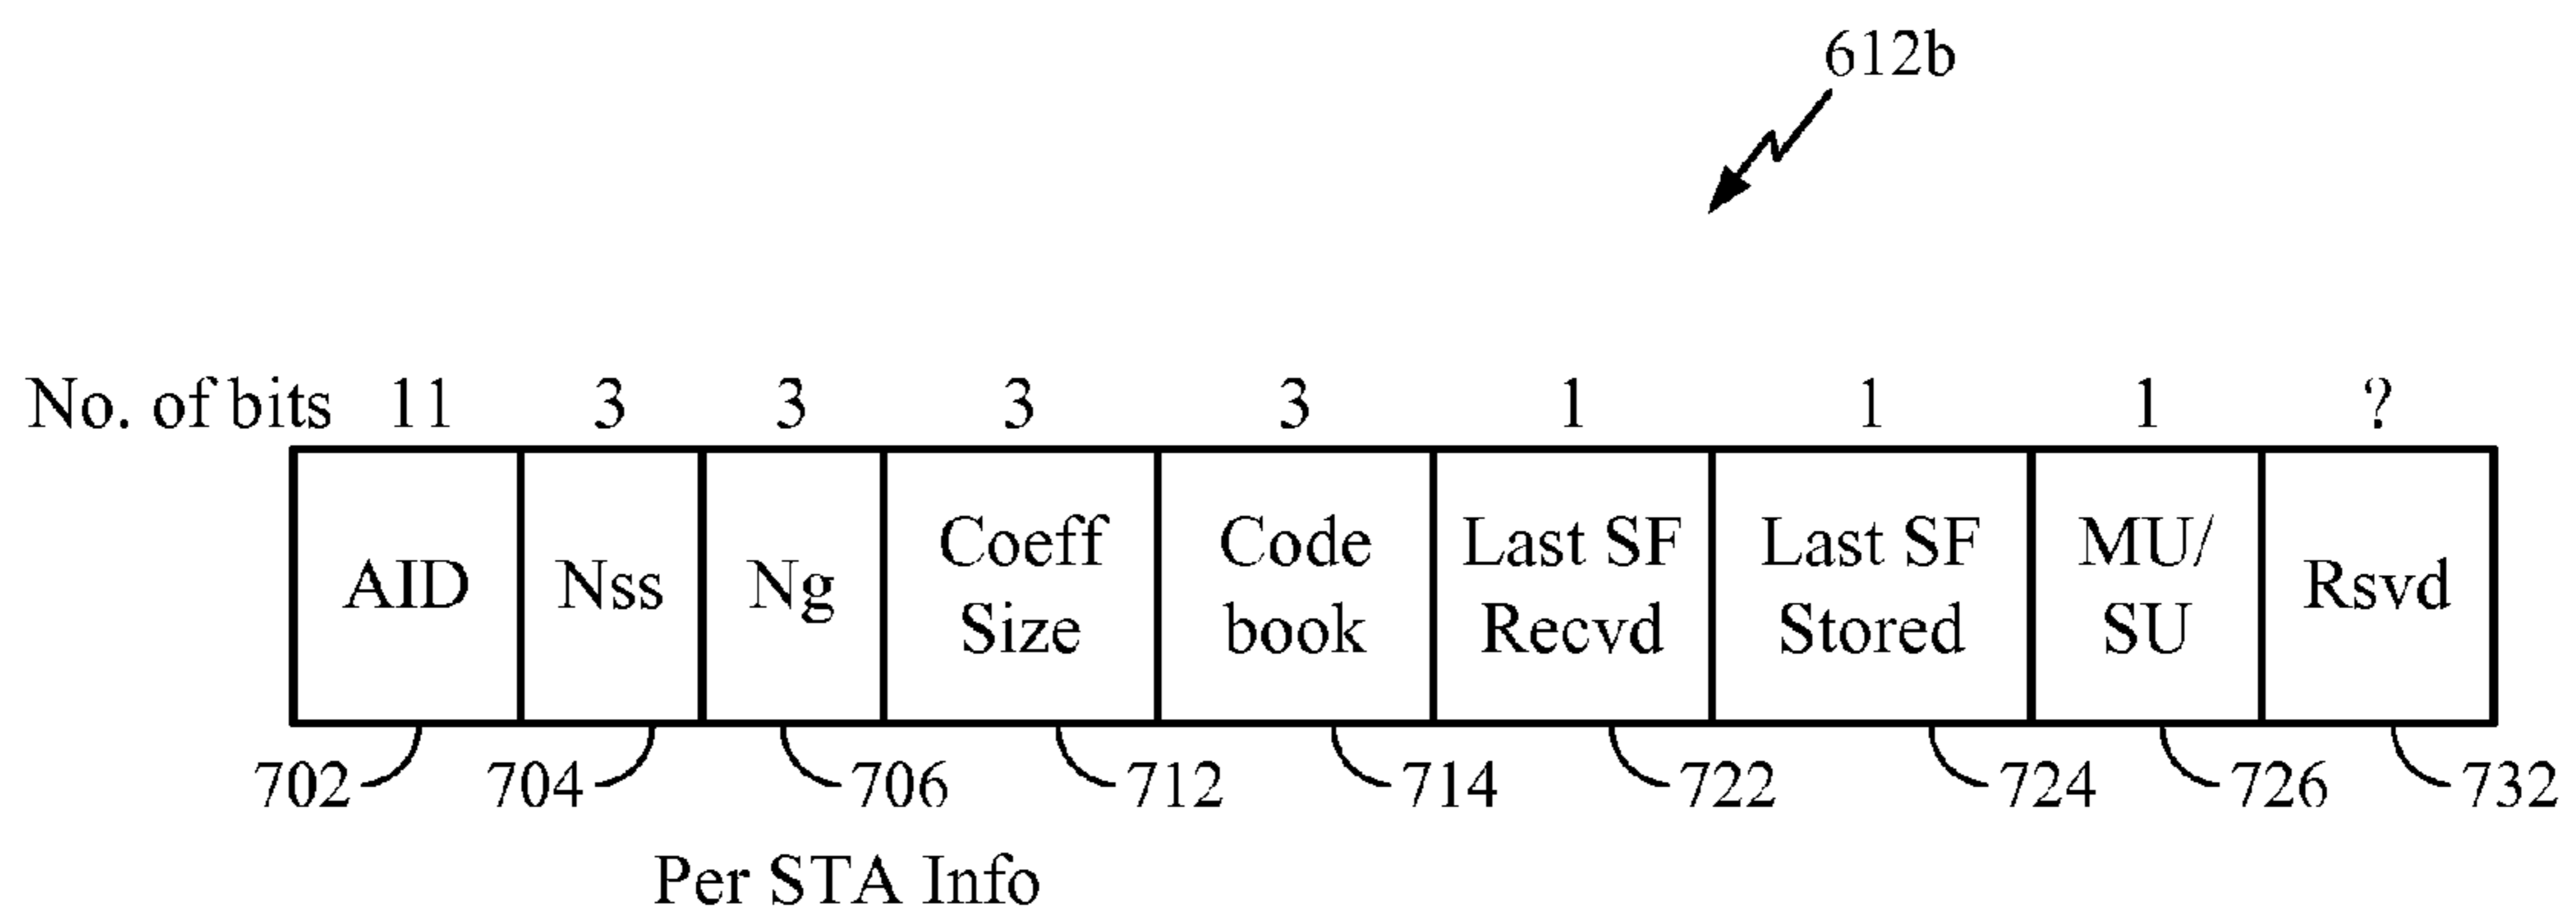 612b
No. of bits 11 3 3 3 3 1 1 1 ?
AID Nss Ng Coeff Size Code book Last SF Recvd Last SF Stored MU/ SU Rsvd
702 704 706 712 714 722 724 726 732
Per STA Info